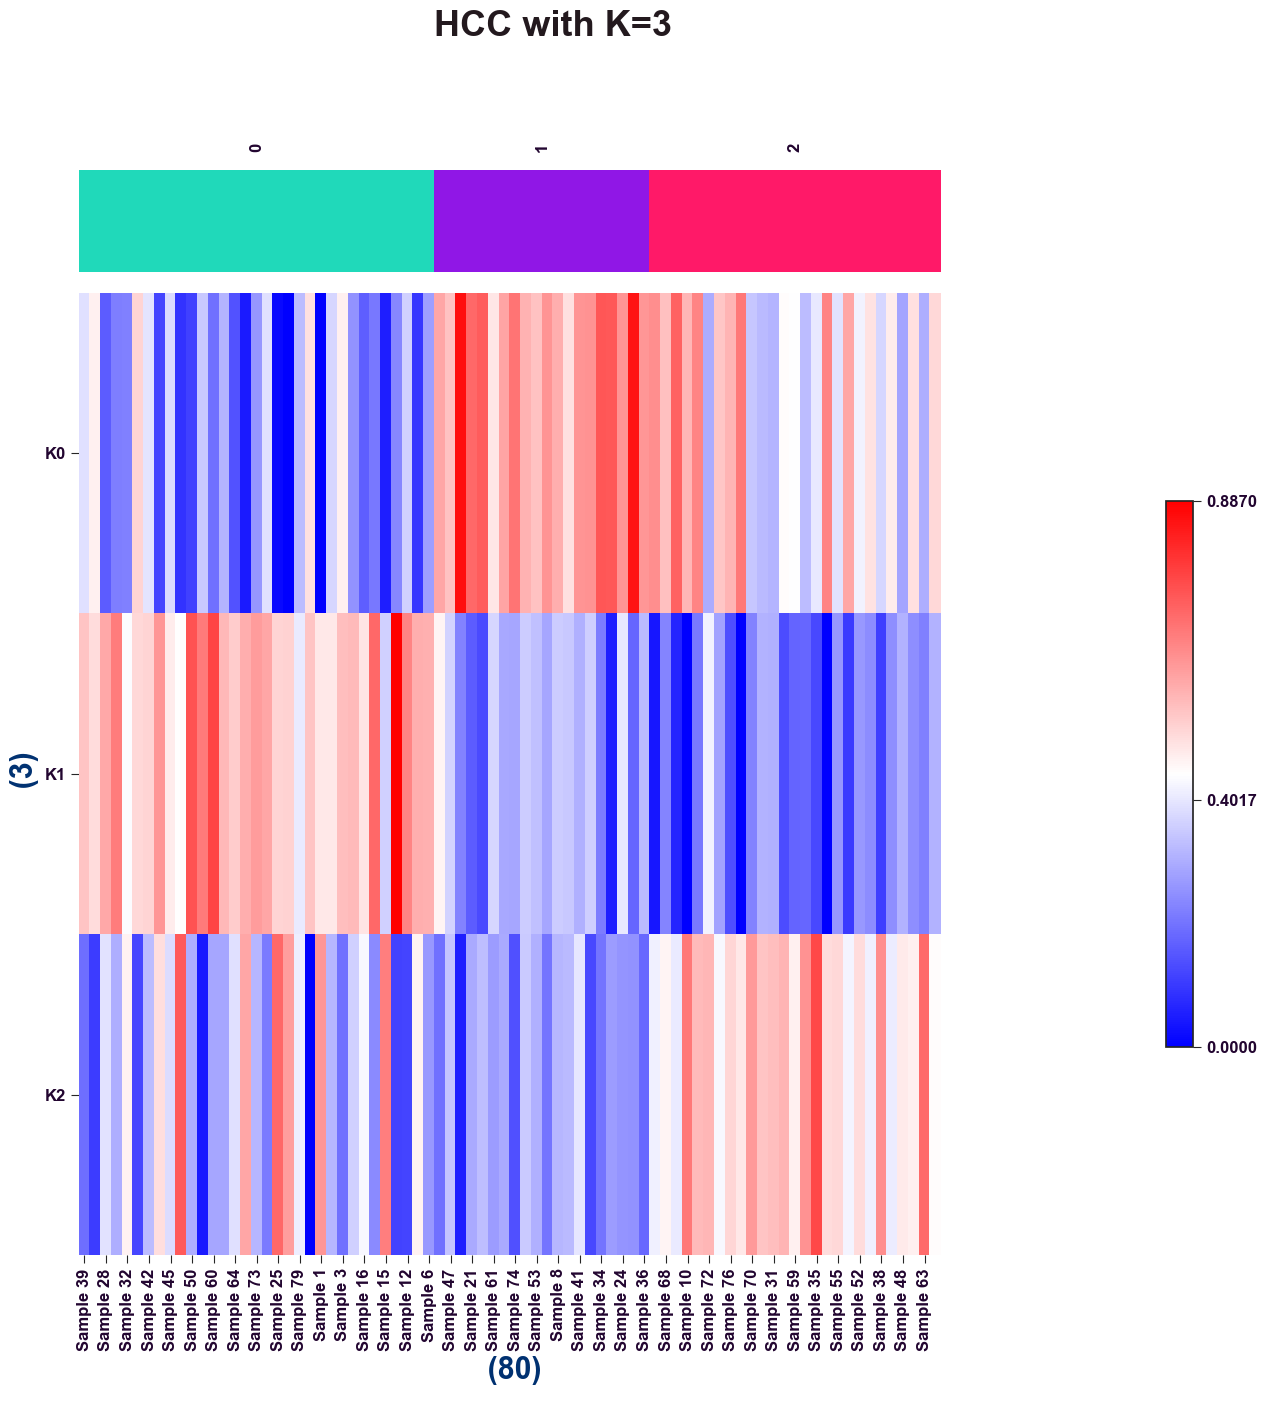 HCC with K=3
0
1
2
K0
K1
K2
(3)
0.8870
0.4017
0.0000
Sample 39
Sample 28
Sample 32
Sample 42
Sample 45
Sample 50
Sample 60
Sample 64
Sample 73
Sample 25
Sample 79
Sample 1
Sample 3
Sample 16
Sample 15
Sample 12
Sample 6
Sample 47
Sample 21
Sample 61
Sample 74
Sample 53
Sample 8
Sample 41
Sample 34
Sample 24
Sample 36
Sample 68
Sample 10
Sample 72
Sample 76
Sample 70
Sample 31
Sample 59
Sample 35
Sample 55
Sample 52
Sample 38
Sample 48
Sample 63
(80)